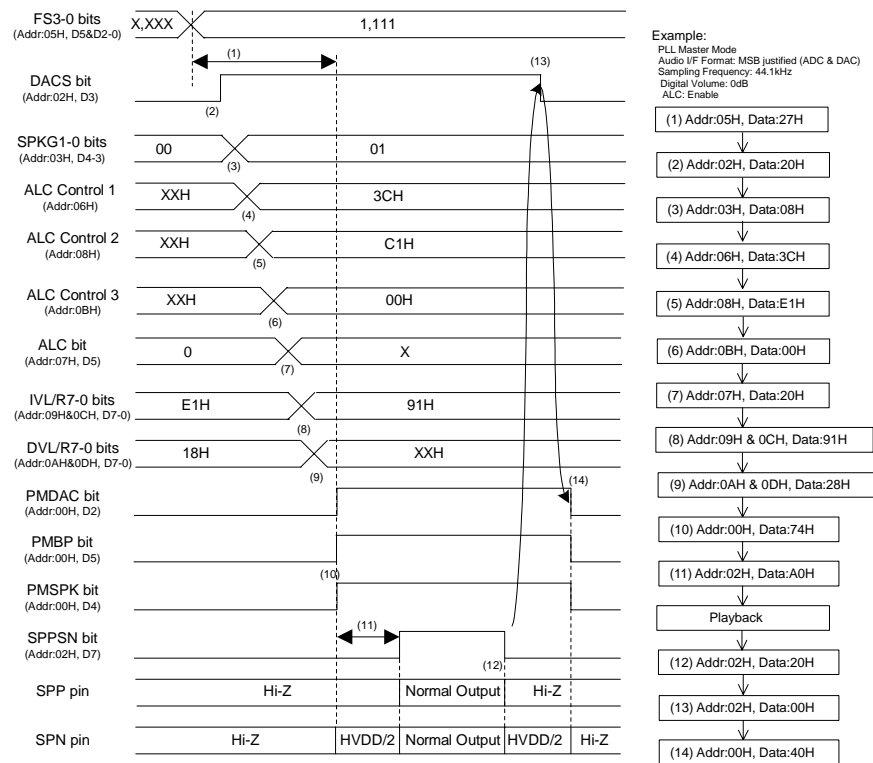 FS3-0 bits
(Addr:05H, D5&D2-0)
X,XXX
1,111
(1)
(13)
DACS bit
(Addr:02H, D3)
(2)
SPKG1-0 bits
(Addr:03H, D4-3)
00
01
(3)
ALC Control 1
(Addr:06H)
XXH
3CH
(4)
ALC Control 2
(Addr:08H)
XXH
C1H
(5)
ALC Control 3
(Addr:0BH)
XXH
00H
(6)
ALC bit
(Addr:07H, D5)
0
X
(7)
IVL/R7-0 bits
(Addr:09H&0CH, D7-0)
E1H
91H
(8)
DVL/R7-0 bits
(Addr:0AH&0DH, D7-0)
18H
XXH
(9)
PMDAC bit
(Addr:00H, D2)
(14)
PMBP bit
(Addr:00H, D5)
(10)
PMSPK bit
(Addr:00H, D4)
(11)
SPPSN bit
(Addr:02H, D7)
(12)
SPP pin
Hi-Z
Normal Output
Hi-Z
SPN pin
Hi-Z
HVDD/2
Normal Output
HVDD/2
Hi-Z
Example:
PLL Master Mode
Audio I/F Format: MSB justified (ADC & DAC)
Sampling Frequency: 44.1kHz
Digital Volume: 0dB
ALC: Enable
(1) Addr:05H, Data:27H
(2) Addr:02H, Data:20H
(3) Addr:03H, Data:08H
(4) Addr:06H, Data:3CH
(5) Addr:08H, Data:E1H
(6) Addr:0BH, Data:00H
(7) Addr:07H, Data:20H
(8) Addr:09H & 0CH, Data:91H
(9) Addr:0AH & 0DH, Data:28H
(10) Addr:00H, Data:74H
(11) Addr:02H, Data:A0H
Playback
(12) Addr:02H, Data:20H
(13) Addr:02H, Data:00H
(14) Addr:00H, Data:40H